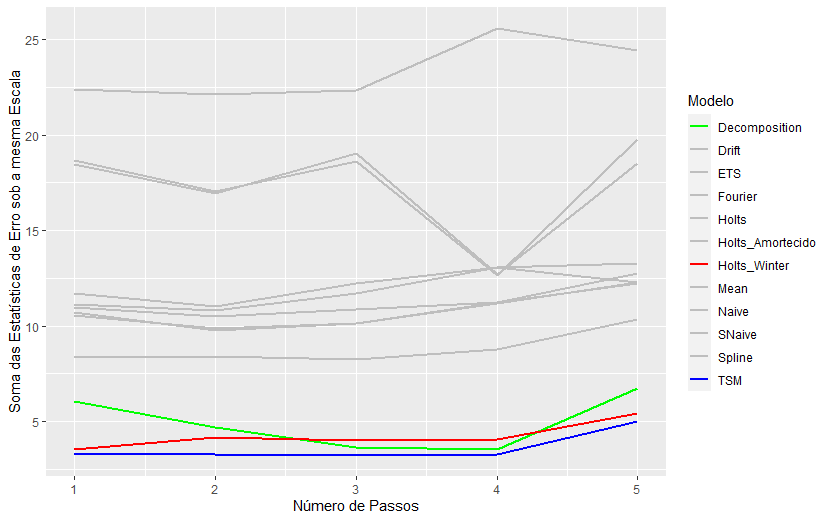 Soma das Estatísticas de Erro sob a mesma Escala
25
20
15
10
5
1
2
3
4
5
Número de Passos
Modelo
Decomposition
Drift
ETS
Fourier
Holts
Holts_Amortecido
Holts_Winter
Mean
Naive
SNaive
Spline
TSM